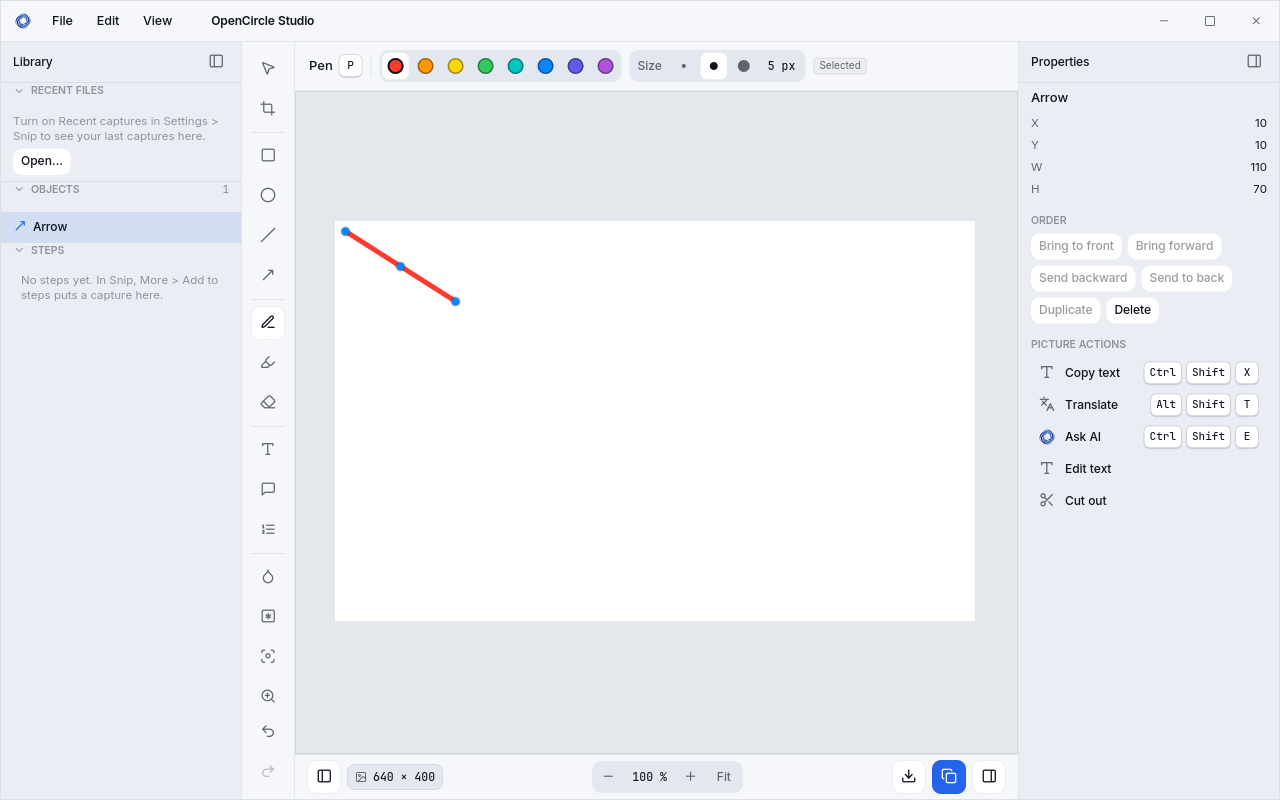 File Edit View OpenCircle Studio
Library
RECENT FILES
Turn on Recent captures in Settings >
Snip to see your last captures here.
Open...
OBJECTS 1
Arrow
STEPS
No steps yet. In Snip, More > Add to
steps puts a capture here.
Pen P Size 5 px Selected
640 × 400
100 % Fit
Properties
Arrow
X 10
Y 10
W 110
H 70
ORDER
Bring to front Bring forward
Send backward Send to back
Duplicate Delete
PICTURE ACTIONS
Copy text Ctrl Shift X
Translate Alt Shift T
Ask AI Ctrl Shift E
Edit text
Cut out